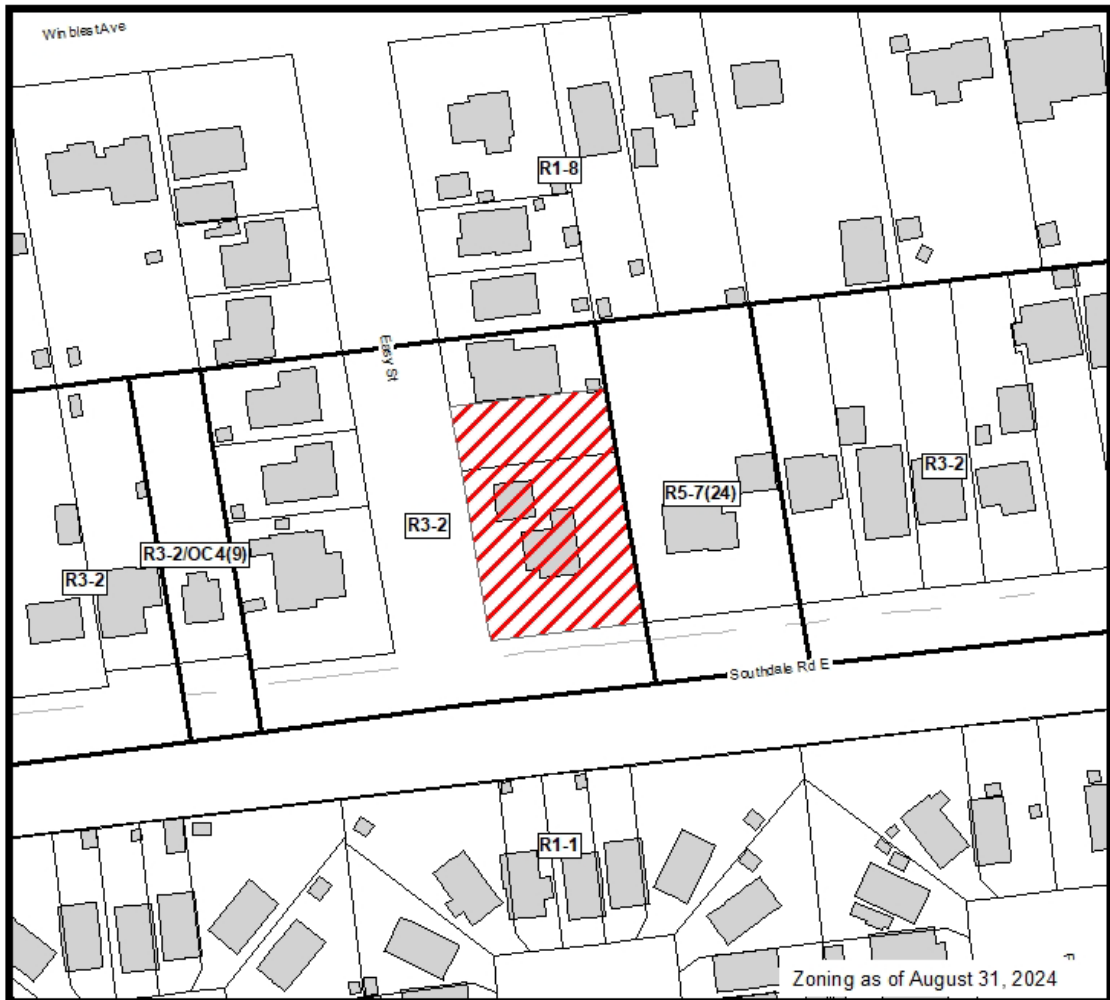 Winblest Ave
R1-8
Easy St
R3-2
R5-7(24)
R3-2
R3-2/OC4(9)
R3-2
Southdale Rd E
R1-1
Zoning as of August 31, 2024